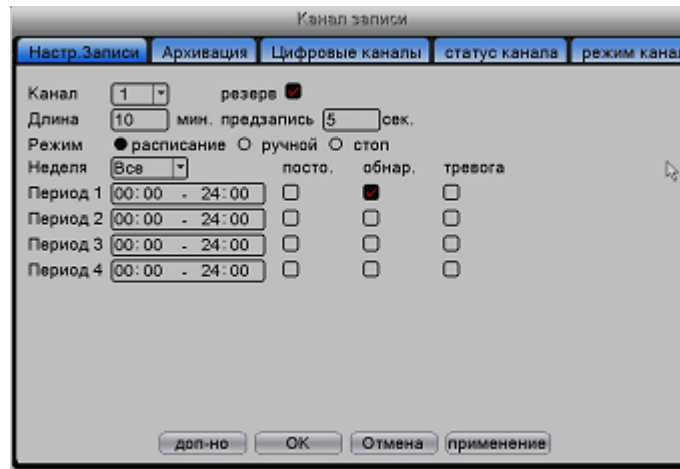 Канал записи
Настр.Записи Архивация Цифровые каналы статус канала режим канал
Канал 1 резерв
Длина 10 мин. предзапись 5 сек.
Режим расписание ручной стоп
Неделя Все посто. обнар. тревога
Период 1 00:00 - 24:00
Период 2 00:00 - 24:00
Период 3 00:00 - 24:00
Период 4 00:00 - 24:00
доп-но OK Отмена применение